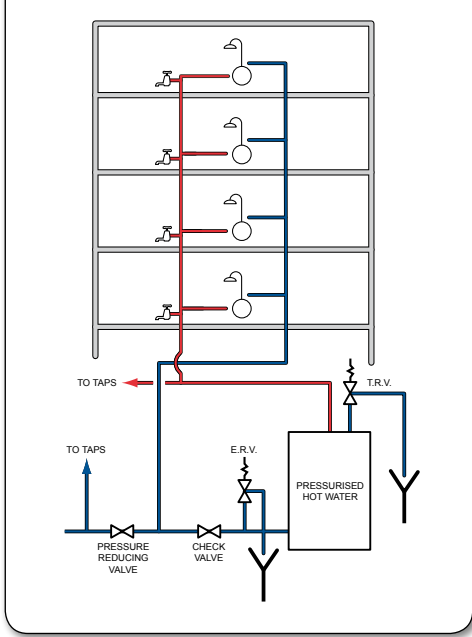 TO TAPS
T.R.V.
TO TAPS
E.R.V.
PRESSURISED
HOT WATER
PRESSURE
REDUCING
VALVE
CHECK
VALVE